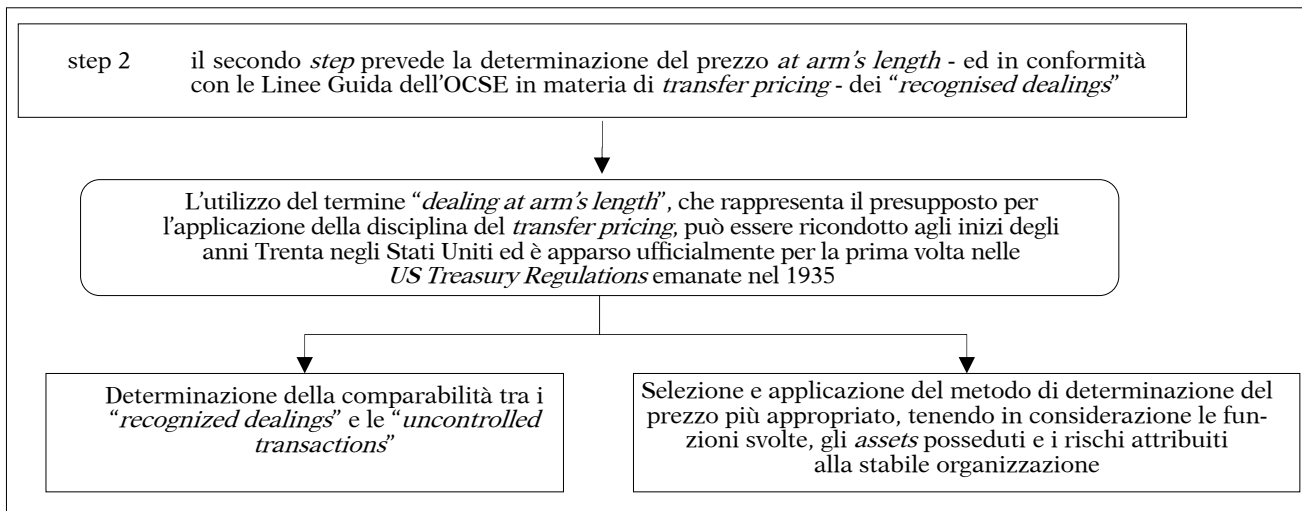 step 2 il secondo step prevede la determinazione del prezzo at arm's length - ed in conformità
con le Linee Guida dell'OCSE in materia di transfer pricing - dei “recognised dealings”
L'utilizzo del termine “dealing at arm's length”, che rappresenta il presupposto per
l'applicazione della disciplina del transfer pricing, può essere ricondotto agli inizi degli
anni Trenta negli Stati Uniti ed è apparso ufficialmente per la prima volta nelle
US Treasury Regulations emanate nel 1935
Determinazione della comparabilità tra i
“recognized dealings” e le “uncontrolled
transactions”
Selezione e applicazione del metodo di determinazione del
prezzo più appropriato, tenendo in considerazione le fun-
zioni svolte, gli assets posseduti e i rischi attribuiti
alla stabile organizzazione